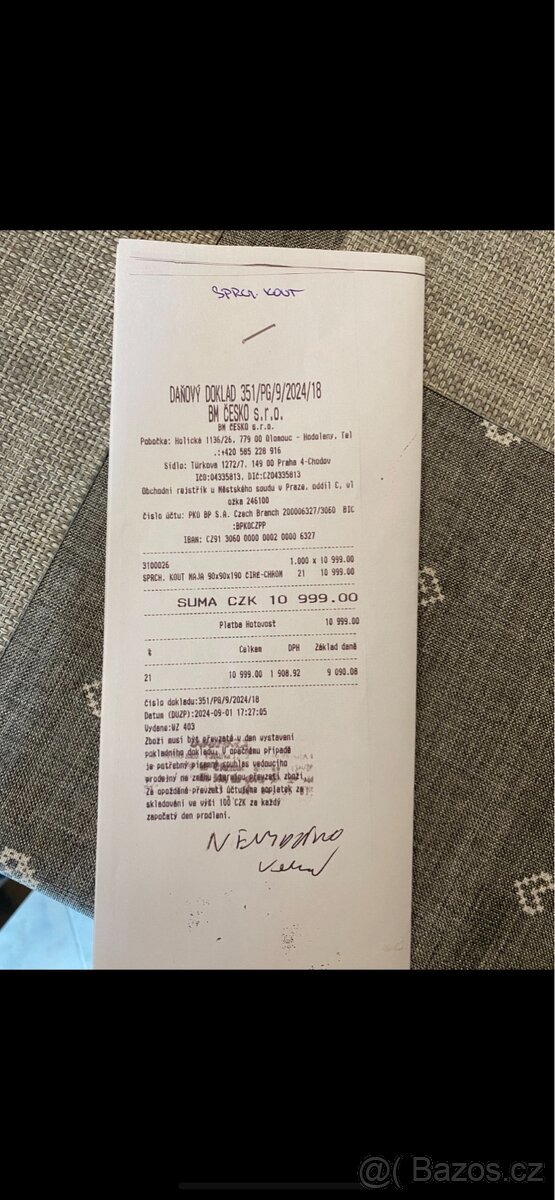 SPRCH. KOUT
DAŇOVÝ DOKLAD 351/PG/9/2024/18
BM ČESKO s.r.o.
BM ČESKO s.r.o.
Pobočka: Holická 1136/26, 779 00 Olomouc - Hodolany, Tel
.:+420 585 228 916
Sídlo: Türkova 1272/7, 149 00 Praha 4-Chodov
IČO:04335813, DIČ:CZ04335813
Obchodní rejstřík u Městského soudu v Praze, oddíl C, vl
ožka 246100
číslo účtu: PKO BP S.A. Czech Branch 200006327/3060 BIC
:BPKOCZPP
IBAN: CZ91 3060 0000 0002 0000 6327
3100026 1.000 x 10 999.00
SPRCH. KOUT MAJA 90x90x190 ČIRE-CHROM 21 10 999.00
SUMA CZK 10 999.00
Platba Hotovost 10 999.00
% Celkem DPH Základ daně
21 10 999.00 1 908.92 9 090.08
číslo dokladu:351/PG/9/2024/18
Datum (DUZP):2024-09-01 17:27:05
Vydano:WZ 403
Zboží musí být převzaté v den vystavení
pokladního dokladu. V opačnému případě
je potřebný písemný souhlas vedoucího
prodejny na změnu termínu převzetí zboží.
Za opožděné převzetí účtujeme poplatek za
skladování ve výši 100 CZK za každý
započatý den prodlení.
@( Bazos.cz